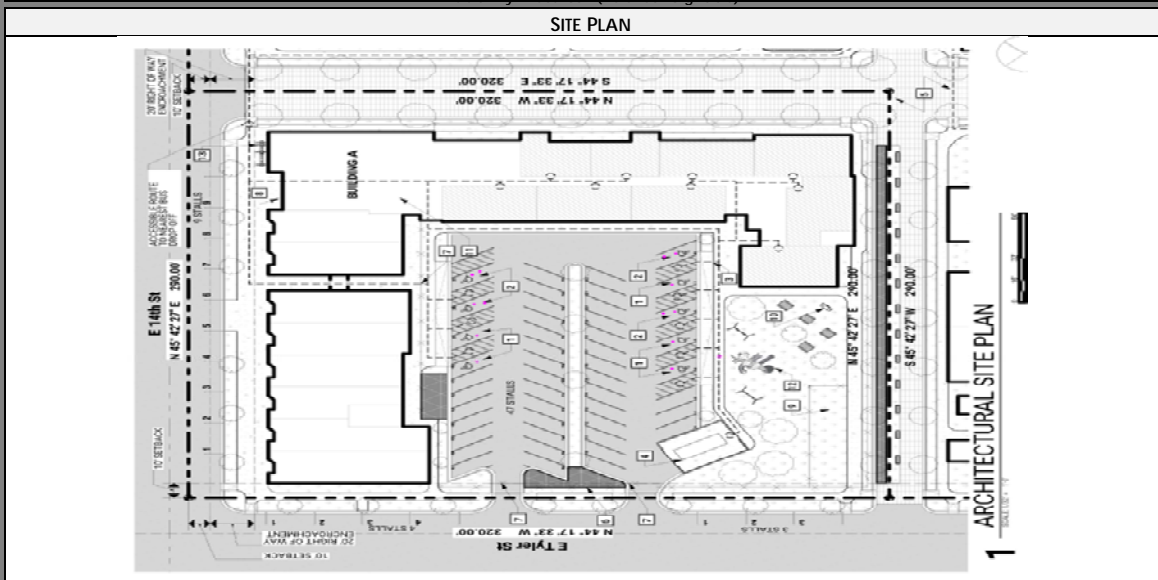 SITE PLAN
20' RIGHT OF WAY
ENCROACHMENT
10' SETBACK
S 44° 17' 33" E 320.00'
N 44° 17' 33" W 320.00'
BUILDING A
ACCESSIBLE ROUTE
TO NEAREST BUS
DROP OFF
9 STALLS
E 14th St
N 45° 42' 27" E 290.00'
10' SETBACK
47 STALLS
N 45° 42' 27" E 290.00'
S 45° 42' 27" W 290.00'
4 STALLS
3 STALLS
20' RIGHT OF WAY
ENCROACHMENT
10' SETBACK
N 44° 17' 33" W 320.00'
E Tyler St
1 ARCHITECTURAL SITE PLAN